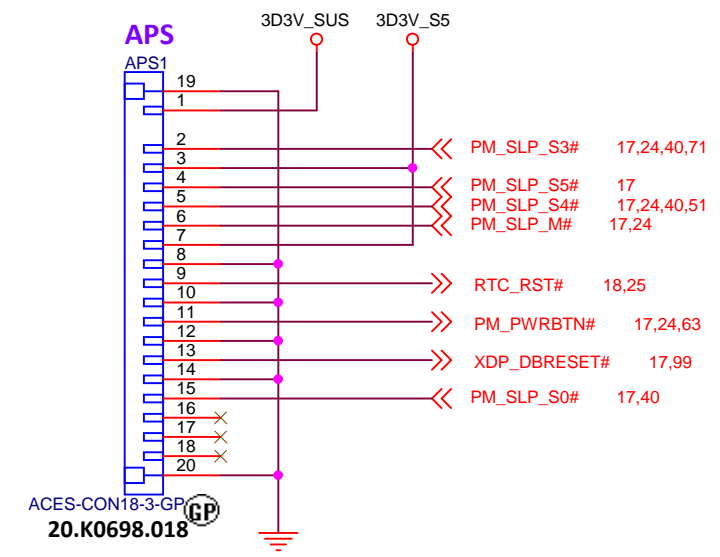 3D3V_SUS 3D3V_S5
APS
APS1
19
1
2 PM_SLP_S3# 17,24,40,71
3
4 PM_SLP_S5# 17
5 PM_SLP_S4# 17,24,40,51
6 PM_SLP_M# 17,24
7
8
9 RTC_RST# 18,25
10
11 PM_PWRBTN# 17,24,63
12
13 XDP_DBRESET# 17,99
14
15 PM_SLP_S0# 17,40
16
17
18
20
ACES-CON18-3-GP GP
20.K0698.018